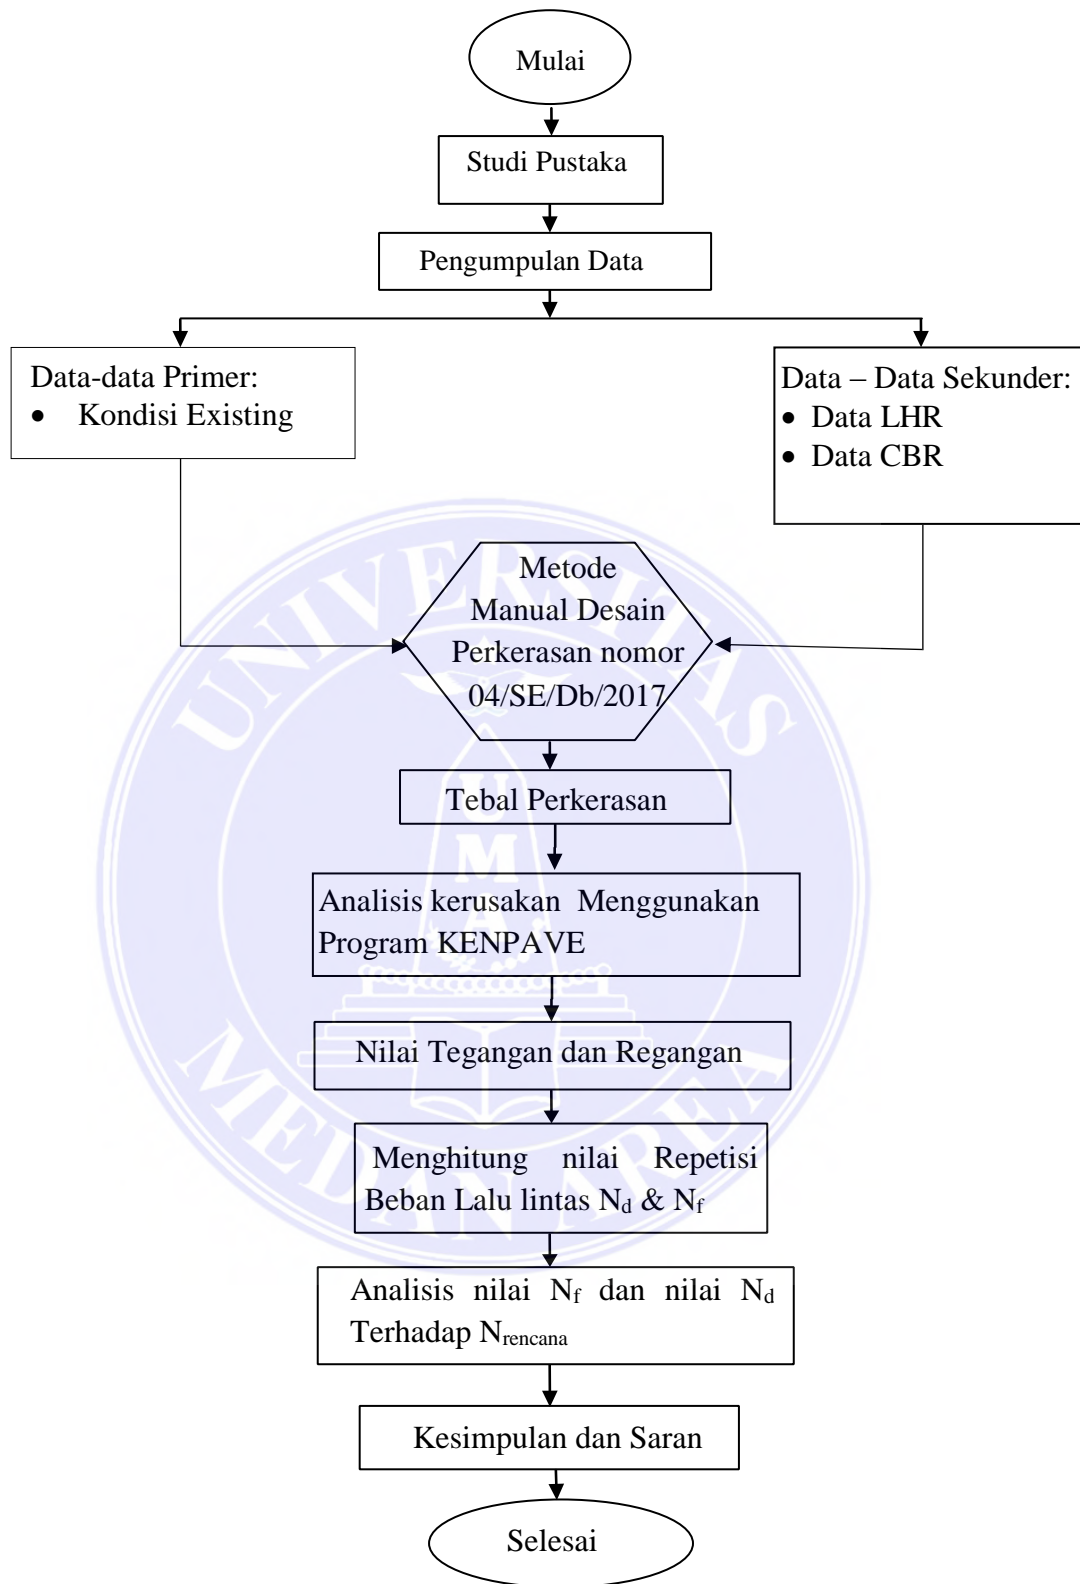 Mulai
Studi Pustaka
Pengumpulan Data
Data-data Primer:
• Kondisi Existing
Data – Data Sekunder:
• Data LHR
• Data CBR
Metode
Manual Desain
Perkerasan nomor
04/SE/Db/2017
Tebal Perkerasan
Analisis kerusakan Menggunakan
Program KENPAVE
Nilai Tegangan dan Regangan
Menghitung nilai Repetisi
Beban Lalu lintas Nd & Nf
Analisis nilai Nf dan nilai Nd
Terhadap Nrencana
Kesimpulan dan Saran
Selesai
UNIVERSITAS
MEDAN AREA
U
M
A